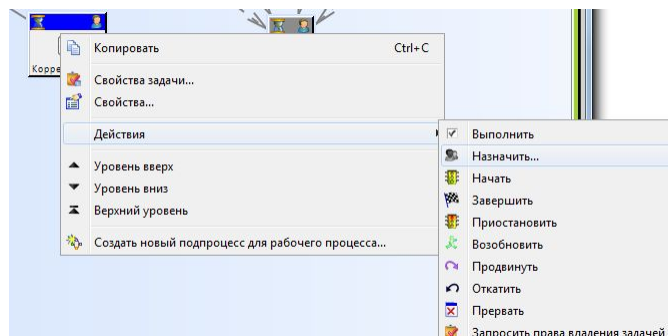 Корре
Копировать Ctrl+C
Свойства задачи...
Свойства...
Действия
Уровень вверх
Уровень вниз
Верхний уровень
Создать новый подпроцесс для рабочего процесса...
Выполнить
Назначить...
Начать
Завершить
Приостановить
Возобновить
Продвинуть
Откатить
Прервать
Запросить права владения задачей